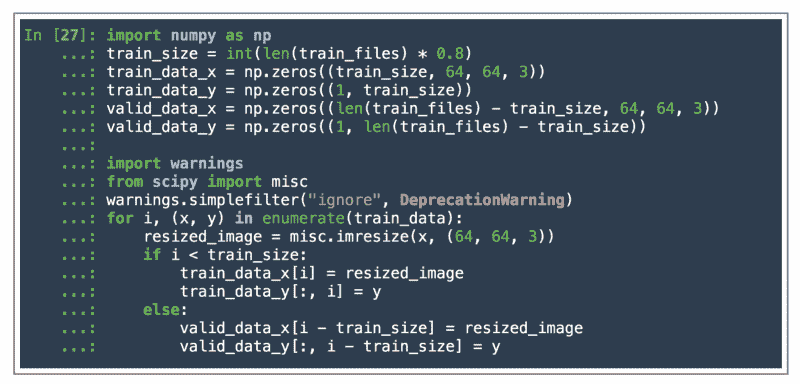 In [27]: import numpy as np
    ...: train_size = int(len(train_files) * 0.8)
    ...: train_data_x = np.zeros((train_size, 64, 64, 3))
    ...: train_data_y = np.zeros((1, train_size))
    ...: valid_data_x = np.zeros((len(train_files) - train_size, 64, 64, 3))
    ...: valid_data_y = np.zeros((1, len(train_files) - train_size))
    ...:
    ...: import warnings
    ...: from scipy import misc
    ...: warnings.simplefilter("ignore", DeprecationWarning)
    ...: for i, (x, y) in enumerate(train_data):
    ...:     resized_image = misc.imresize(x, (64, 64, 3))
    ...:     if i < train_size:
    ...:         train_data_x[i] = resized_image
    ...:         train_data_y[:, i] = y
    ...:     else:
    ...:         valid_data_x[i - train_size] = resized_image
    ...:         valid_data_y[:, i - train_size] = y